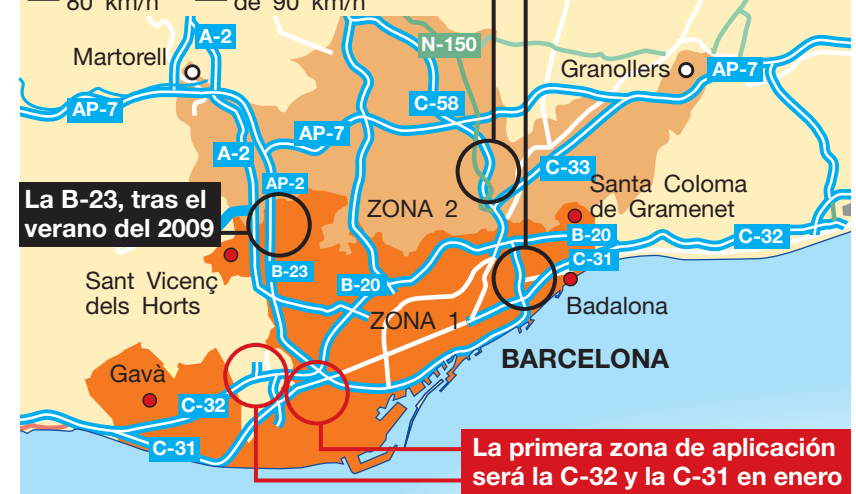 80 km/h
de 90 km/h
A-2
N-150
Martorell
Granollers
AP-7
AP-7
C-58
AP-7
A-2
C-33
AP-2
Santa Coloma
de Gramenet
La B-23, tras el
verano del 2009
ZONA 2
B-20
C-32
C-31
B-23
Sant Vicenç
dels Horts
B-20
Badalona
ZONA 1
BARCELONA
Gavà
C-32
C-31
La primera zona de aplicación
será la C-32 y la C-31 en enero